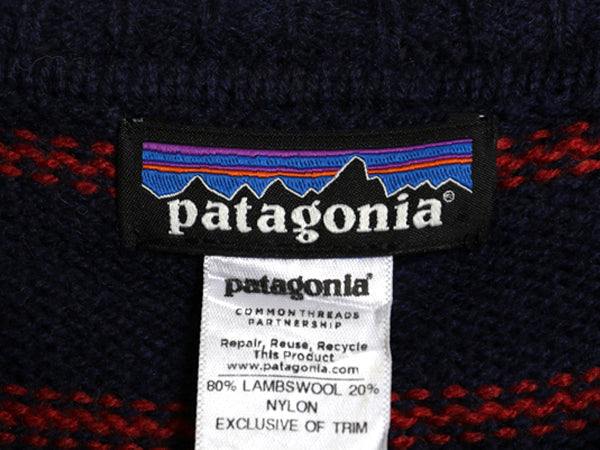 patagonia®
patagonia®
COMMON THREADS
PARTNERSHIP
Repair, Reuse, Recycle
This Product
www.patagonia.com
80% LAMBSWOOL 20%
NYLON
EXCLUSIVE OF TRIM